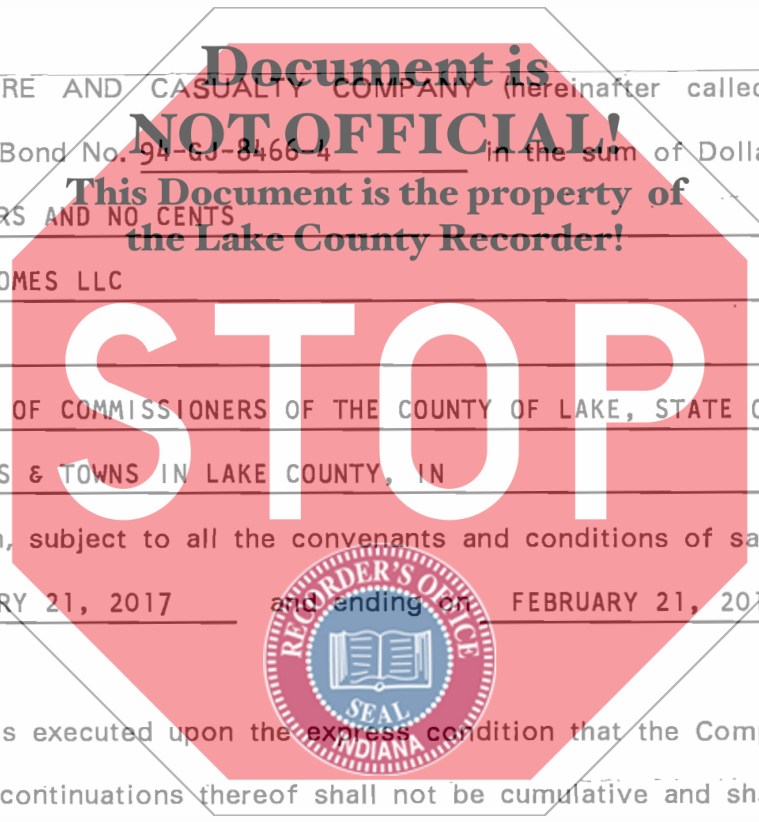 Document is
RE AND CASUALTY COMPANY (hereinafter called
NOT OFFICIAL!
Bond No. 94-GJ-8466-4 in the sum of Dolla
This Document is the property of
RS AND NO CENTS
the Lake County Recorder!
OMES LLC
STOP
OF COMMISSIONERS OF THE COUNTY OF LAKE, STATE
S & TOWNS IN LAKE COUNTY, IN
, subject to all the convenants and conditions of sa
RY 21, 2017 and ending on FEBRUARY 21, 201
RECORDER'S OFFICE
SEAL
INDIANA
s executed upon the express condition that the Com
continuations thereof shall not be cumulative and sh